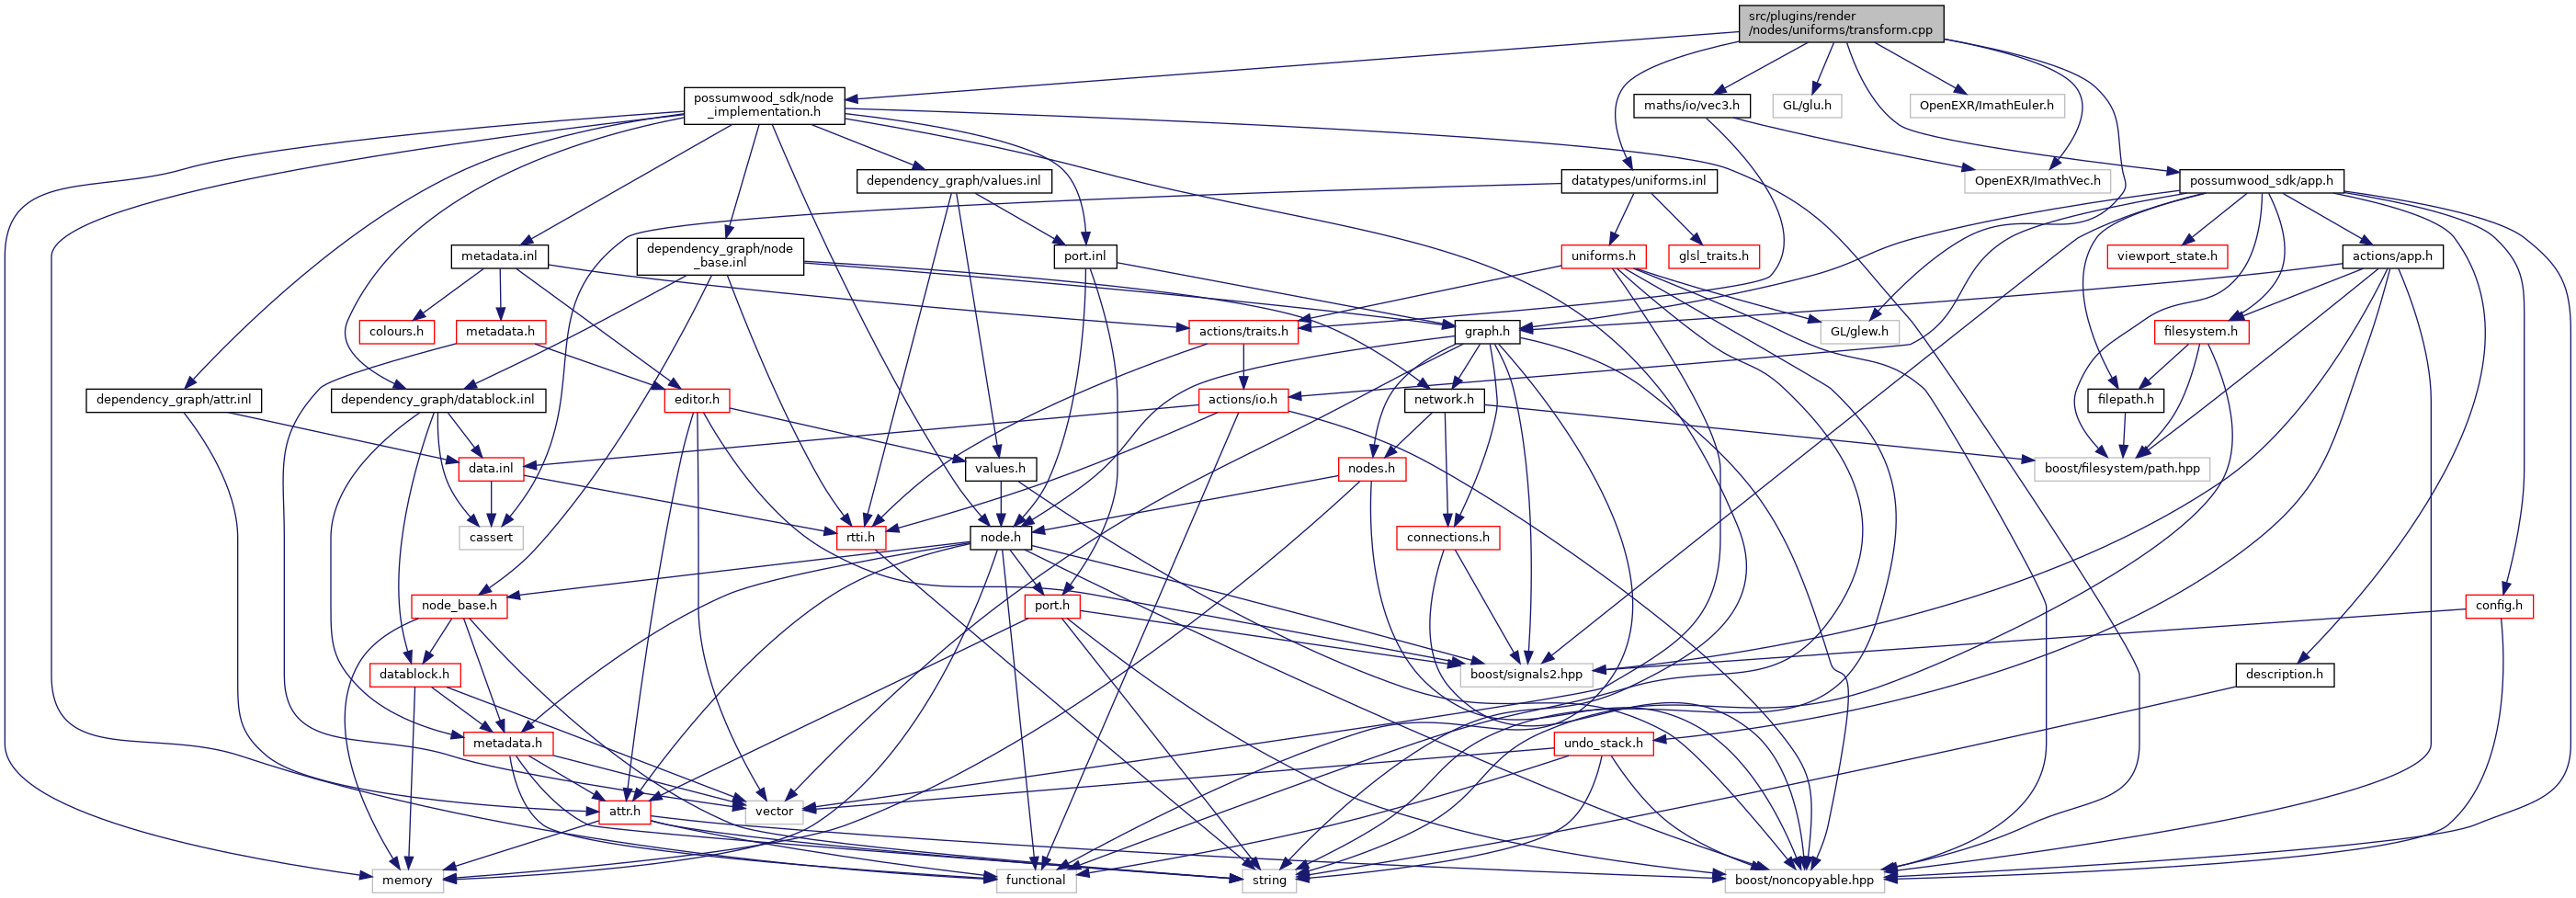 src/plugins/render
/nodes/uniforms/transform.cpp
possumwood_sdk/node
_implementation.h
maths/io/vec3.h
GL/glu.h
OpenEXR/ImathEuler.h
dependency_graph/values.inl
datatypes/uniforms.inl
OpenEXR/ImathVec.h
possumwood_sdk/app.h
metadata.inl
dependency_graph/node
_base.inl
port.inl
uniforms.h
glsl_traits.h
viewport_state.h
actions/app.h
colours.h
metadata.h
actions/traits.h
graph.h
GL/glew.h
filesystem.h
dependency_graph/attr.inl
dependency_graph/datablock.inl
editor.h
actions/io.h
network.h
filepath.h
data.inl
values.h
nodes.h
boost/filesystem/path.hpp
cassert
rtti.h
node.h
connections.h
node_base.h
port.h
config.h
datablock.h
boost/signals2.hpp
description.h
metadata.h
undo_stack.h
attr.h
vector
memory
functional
string
boost/noncopyable.hpp